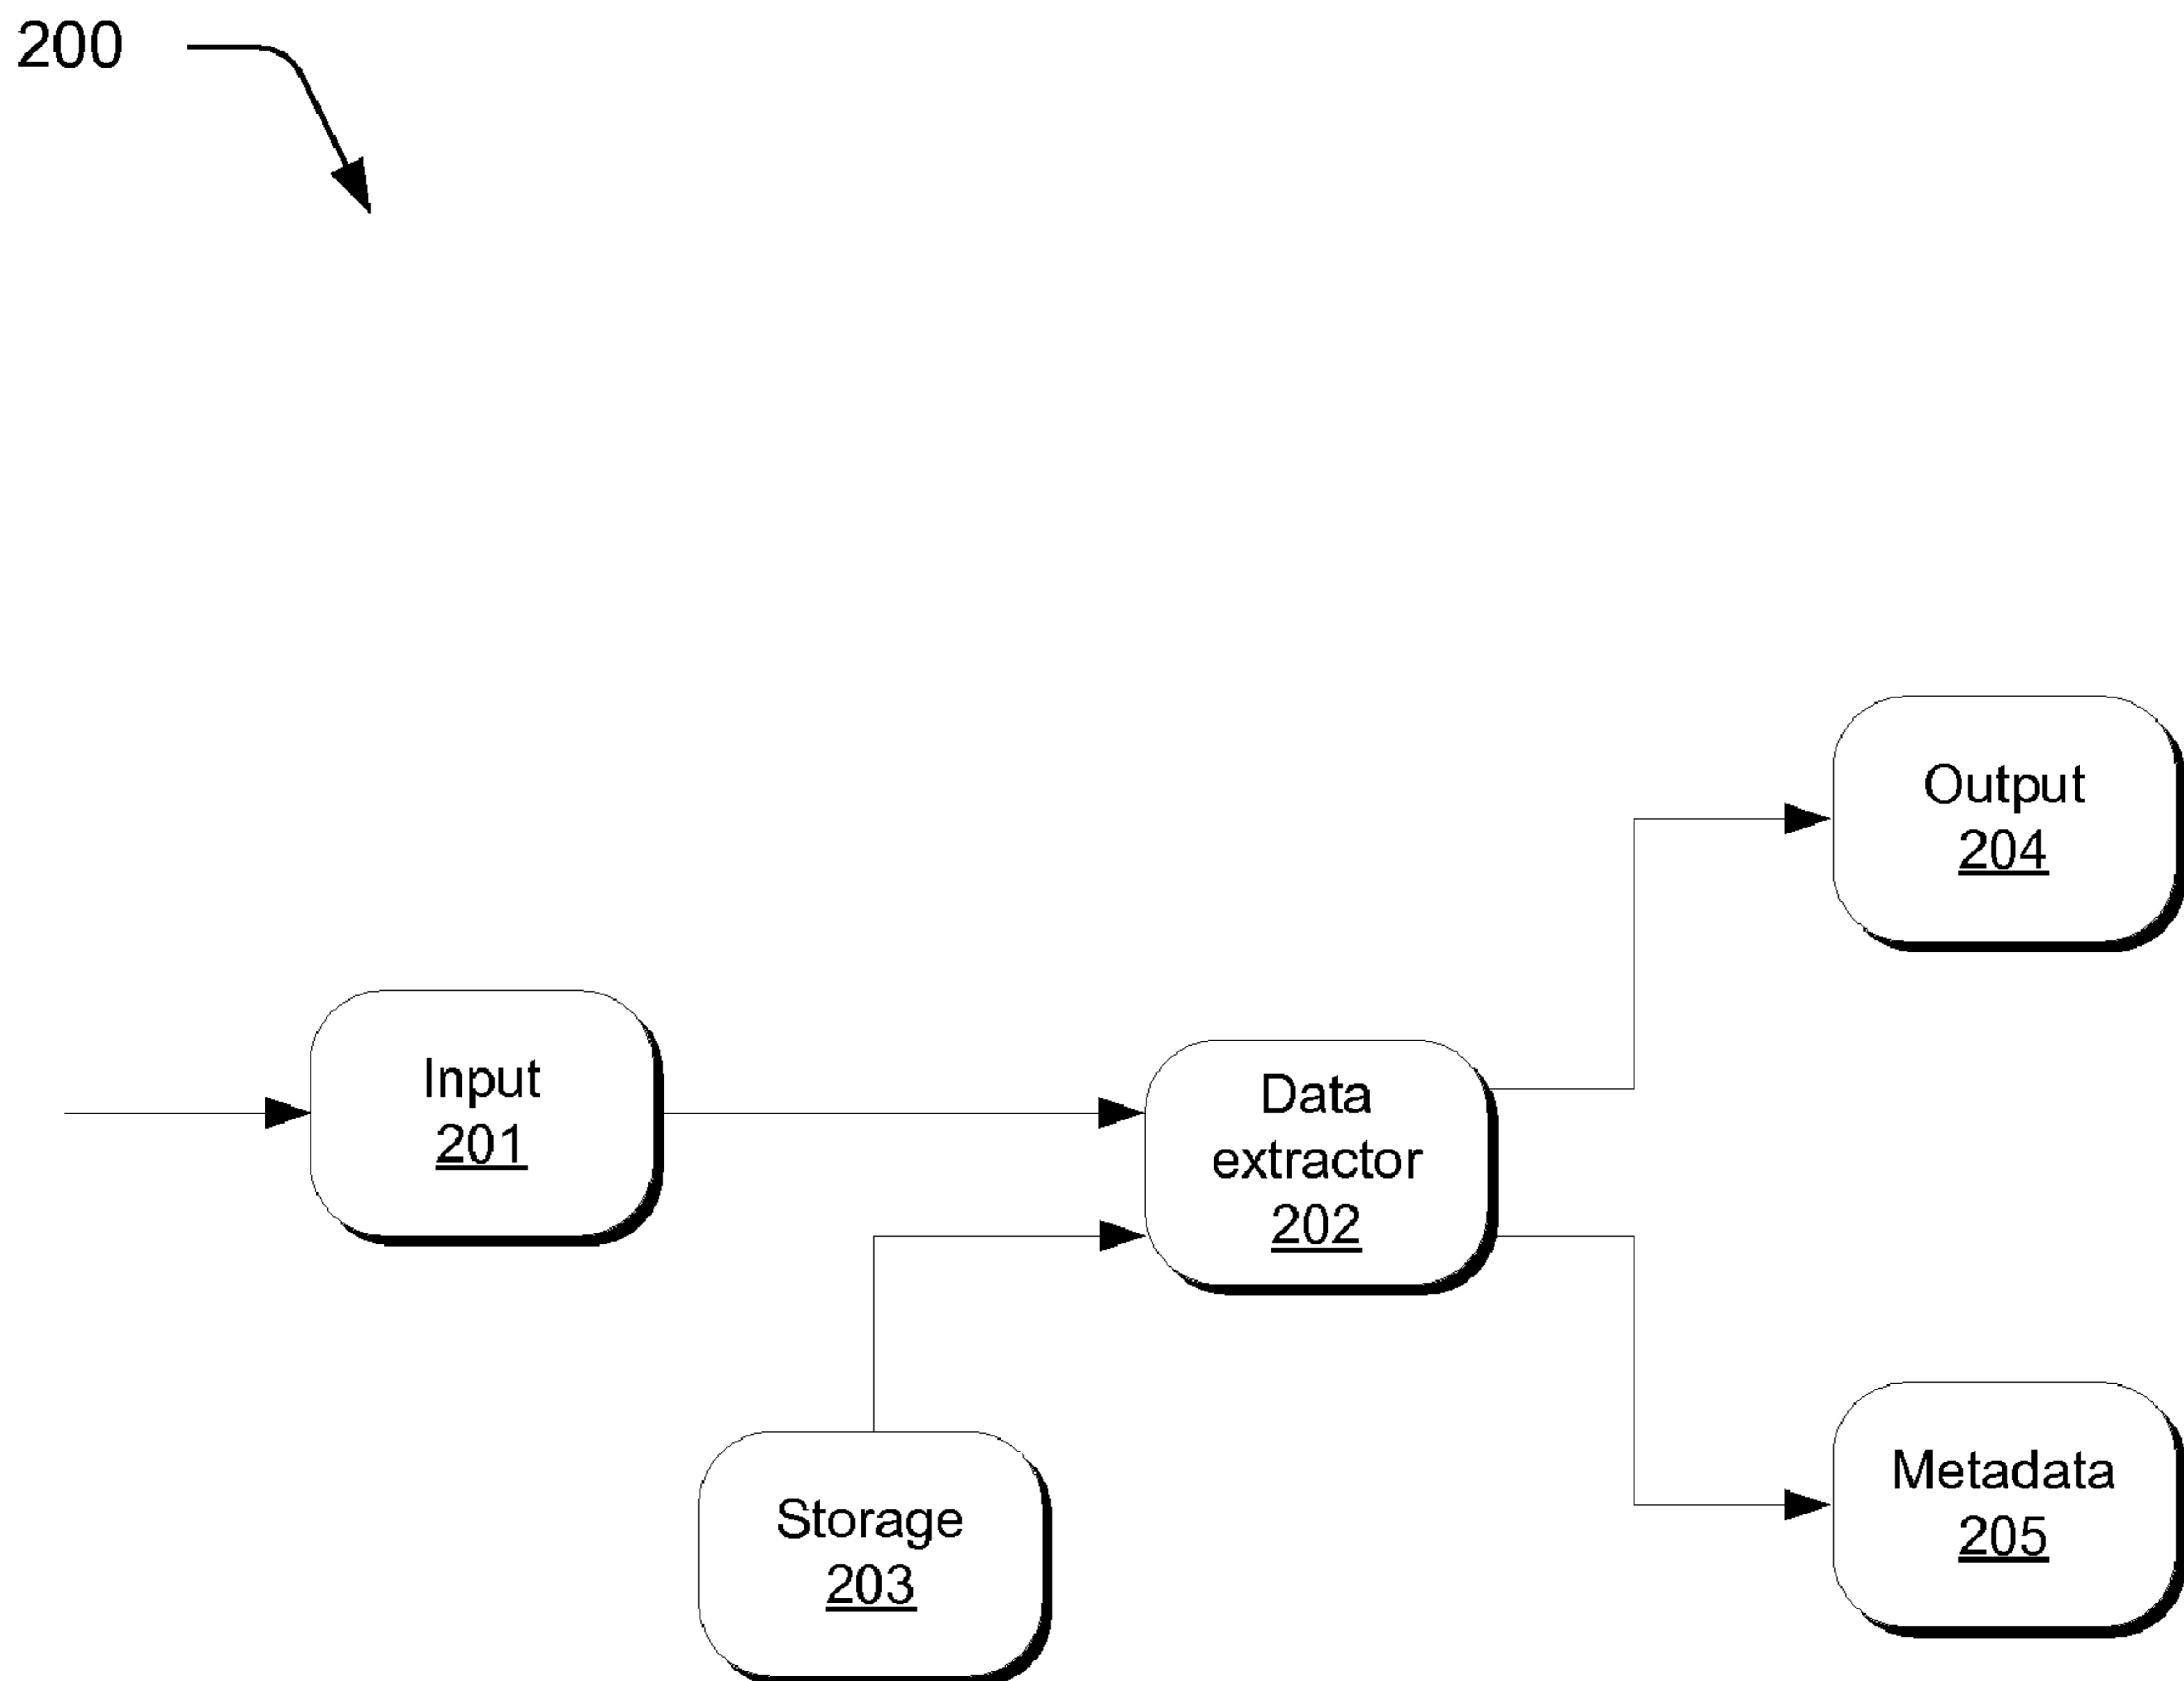 200
Output
204
Input
201
Data
extractor
202
Storage
203
Metadata
205